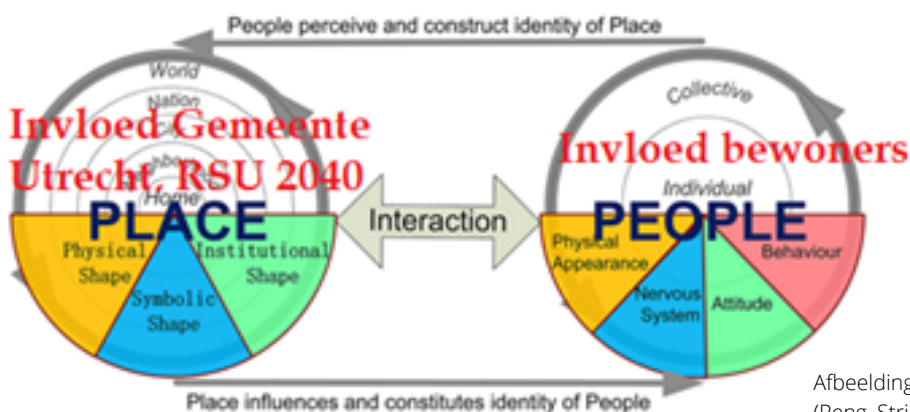 People perceive and construct identity of Place
World
Nation
Invloed Gemeente
Utrecht, RSU 2040
Home
PLACE
Physical
Shape
Symbolic
Shape
Institutional
Shape
Interaction
Collective
Invloed bewoners
Individual
PEOPLE
Physical
Appearance
Nervous
System
Attitude
Behaviour
Place influences and constitutes identity of People
Afbeelding